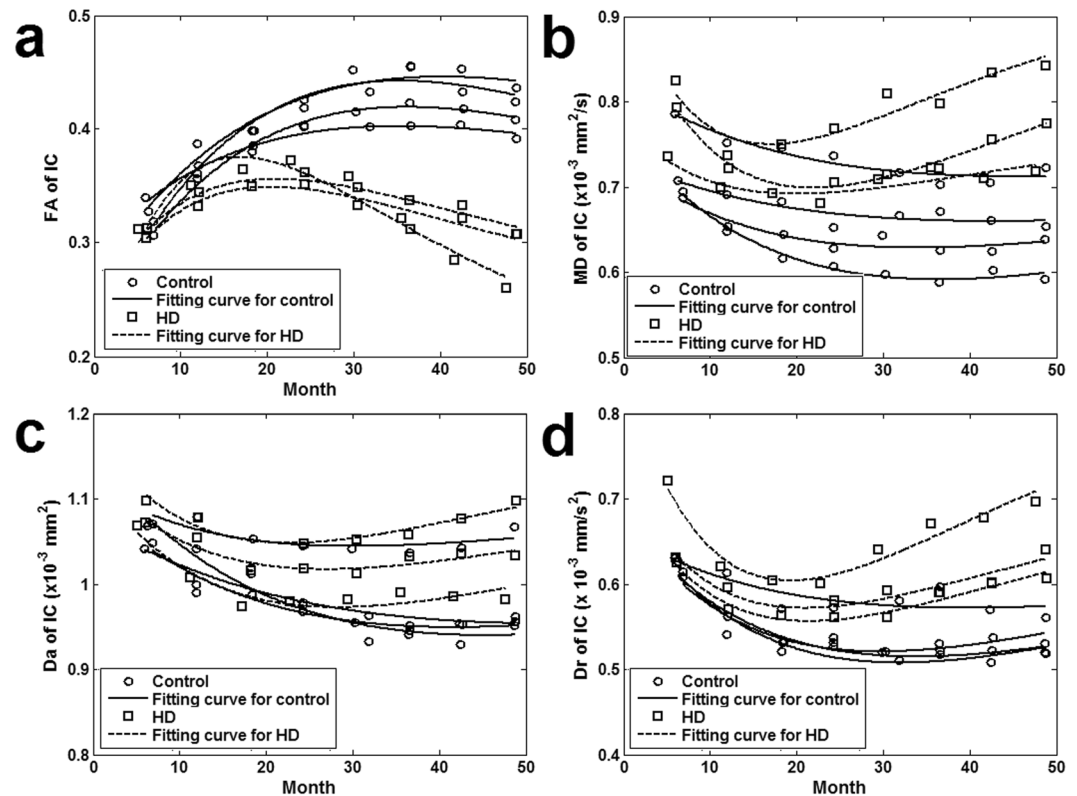 a
0.5
0.4
0.3
0.2
FA of IC
Control
Fitting curve for control
HD
Fitting curve for HD
0 10 20 30 40 50
Month
b
0.9
0.8
0.7
0.6
0.5
MD of IC (x10⁻³ mm²/s)
Control
Fitting curve for control
HD
Fitting curve for HD
0 10 20 30 40 50
c
1.2
1.1
1
0.9
0.8
Da of IC (x10⁻³ mm²)
Control
Fitting curve for control
HD
Fitting curve for HD
0 10 20 30 40 50
Month
d
0.8
0.7
0.6
0.5
0.4
Dr of IC (x 10⁻³ mm/s²)
Control
Fitting curve for control
HD
Fitting curve for HD
0 10 20 30 40 50
Month